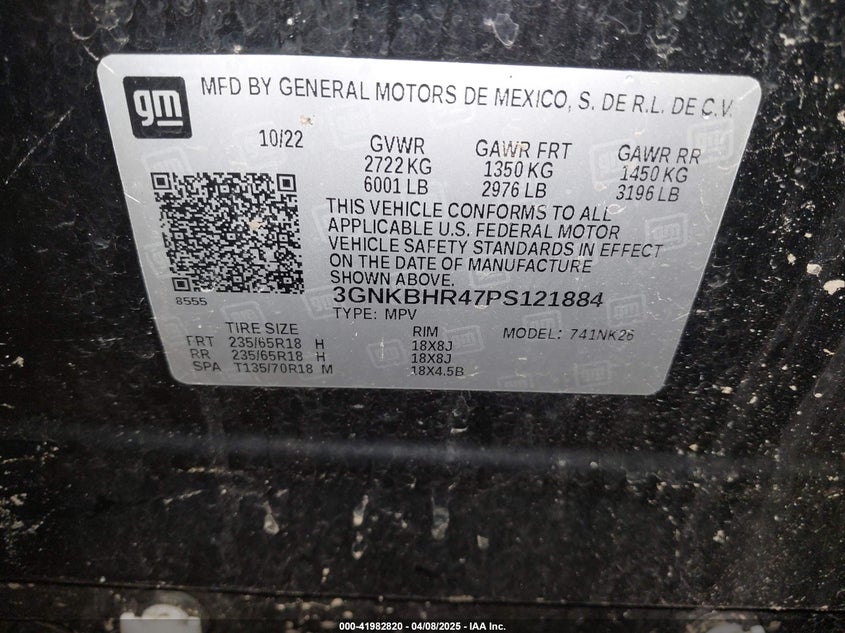 gm
MFD BY GENERAL MOTORS DE MEXICO, S. DE R.L. DE C.V.
10/22 GVWR GAWR FRT GAWR RR
2722 KG 1350 KG 1450 KG
6001 LB 2976 LB 3196 LB
THIS VEHICLE CONFORMS TO ALL
APPLICABLE U.S. FEDERAL MOTOR
VEHICLE SAFETY STANDARDS IN EFFECT
ON THE DATE OF MANUFACTURE
SHOWN ABOVE.
8555
3GNKBHR47PS121884
TYPE: MPV MODEL: 741NK26
TIRE SIZE RIM
FRT 235/65R18 H 18X8J
RR 235/65R18 H 18X8J
SPA T135/70R18 M 18X4.5B
000-41982820 - 04/08/2025 - IAA Inc.